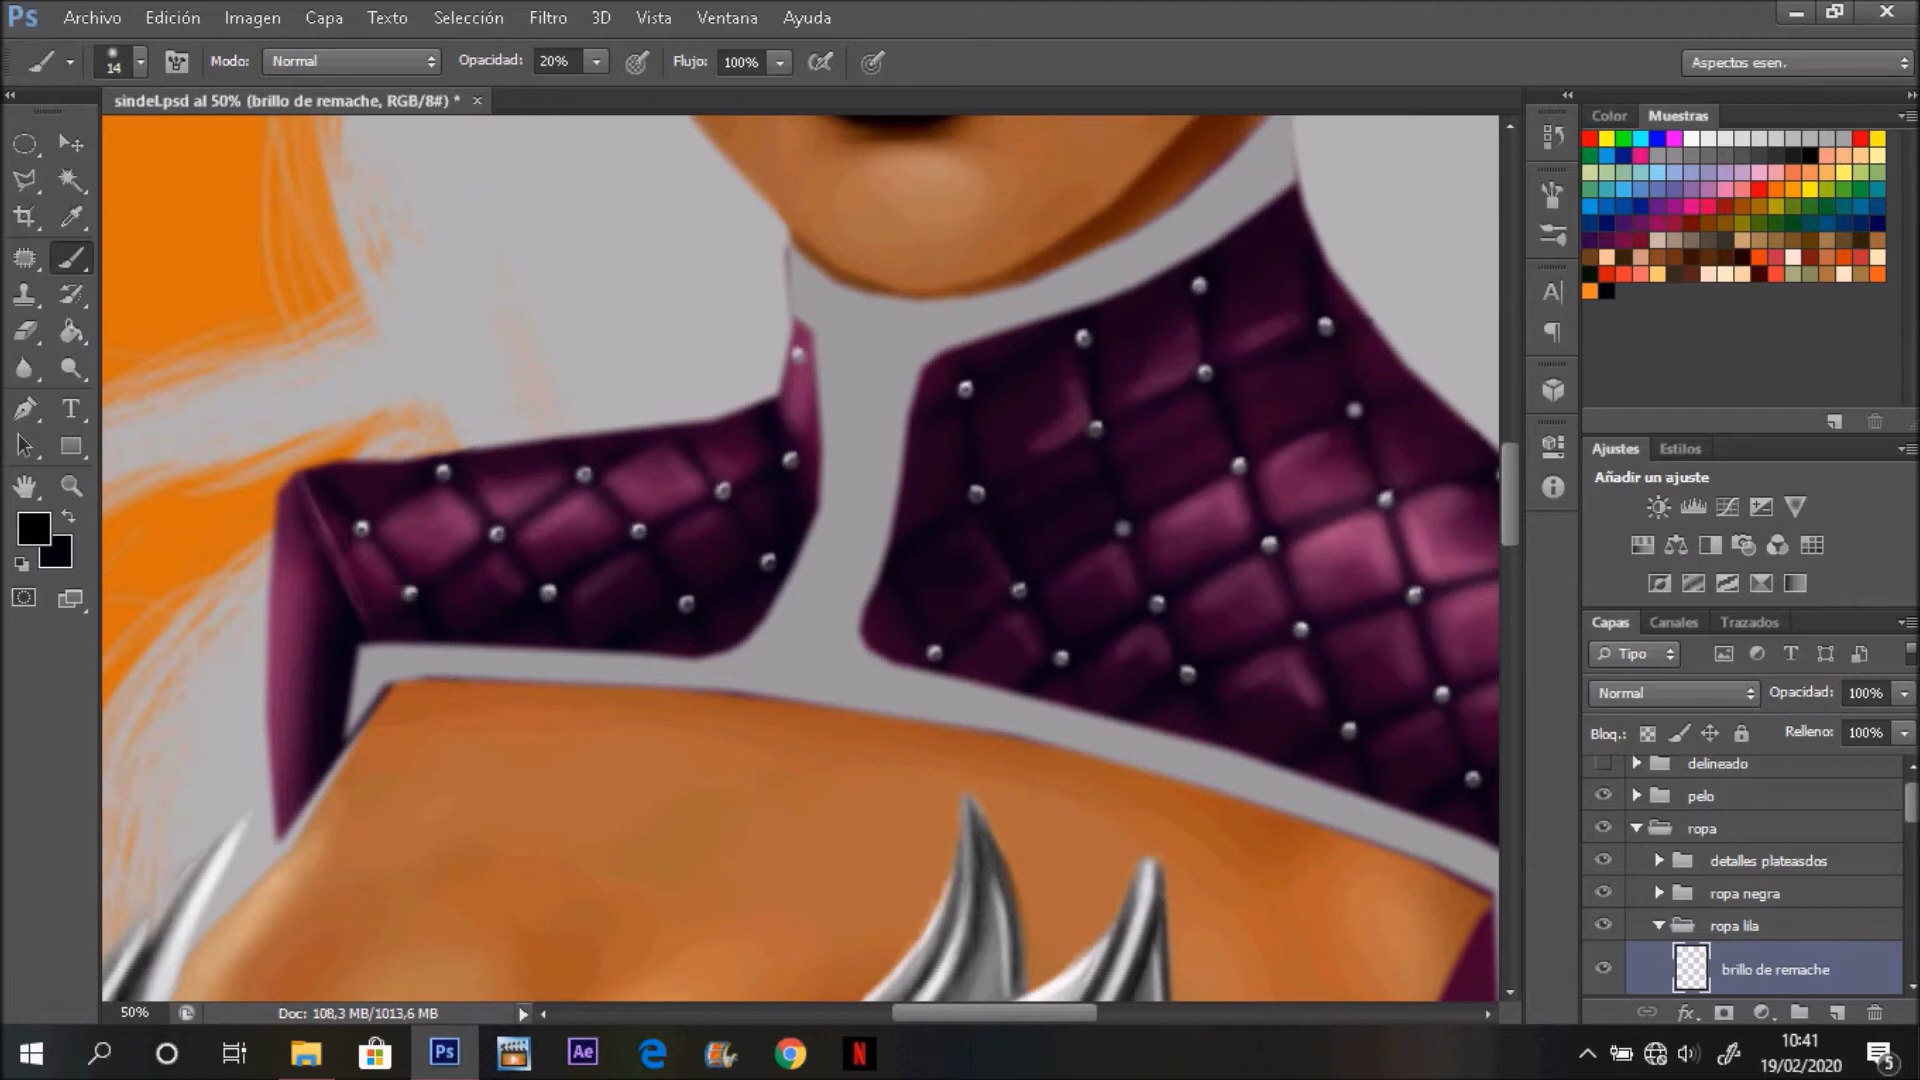 Ps Archivo Edición Imagen Capa Texto Selección Filtro 3D Vista Ventana Ayuda
14 Modo: Normal Opacidad: 20% Flujo: 100% Aspectos esen.
sindel.psd al 50% (brillo de remache, RGB/8#) * ×
Color Muestras
Ajustes Estilos
Añadir un ajuste
Capas Canales Trazados
Tipo
Normal Opacidad: 100%
Bloq.: Relleno: 100%
delineado
pelo
ropa
detalles plateasdos
ropa negra
ropa lila
brillo de remache
50% Doc: 108,3 MB/1013,6 MB
Ps Ae N
10:41
19/02/2020
5